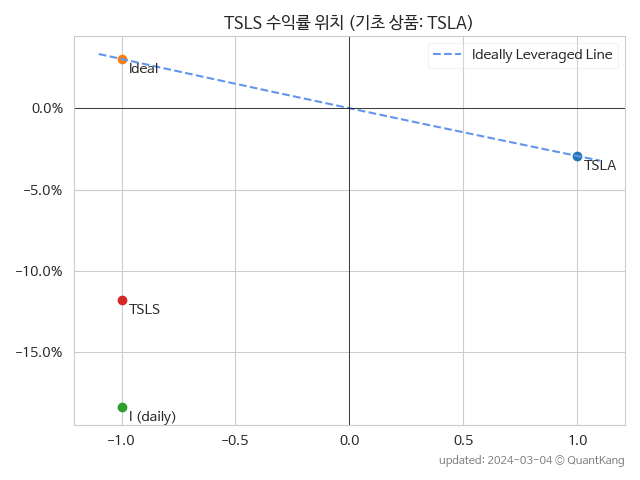 TSLS 수익률 위치 (기초 상품: TSLA)
Ideally Leveraged Line
Ideal
0.0%
TSLA
−5.0%
−10.0%
TSLS
−15.0%
I (daily)
−1.0 −0.5 0.0 0.5 1.0
updated: 2024-03-04 © QuantKang